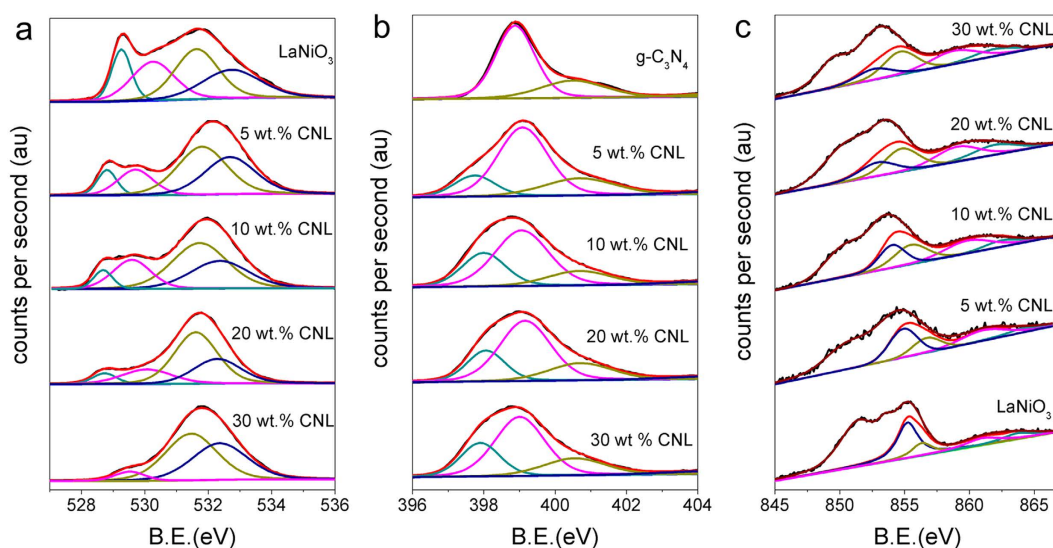 a
counts per second (au)
LaNiO₃
5 wt.% CNL
10 wt.% CNL
20 wt.% CNL
30 wt.% CNL
528 530 532 534 536
B.E.(eV)
b
counts per second (au)
g-C₃N₄
5 wt.% CNL
10 wt.% CNL
20 wt.% CNL
30 wt % CNL
396 398 400 402 404
B.E.(eV)
c
counts per second (au)
30 wt.% CNL
20 wt.% CNL
10 wt.% CNL
5 wt.% CNL
LaNiO₃
845 850 855 860 865
B.E.(eV)